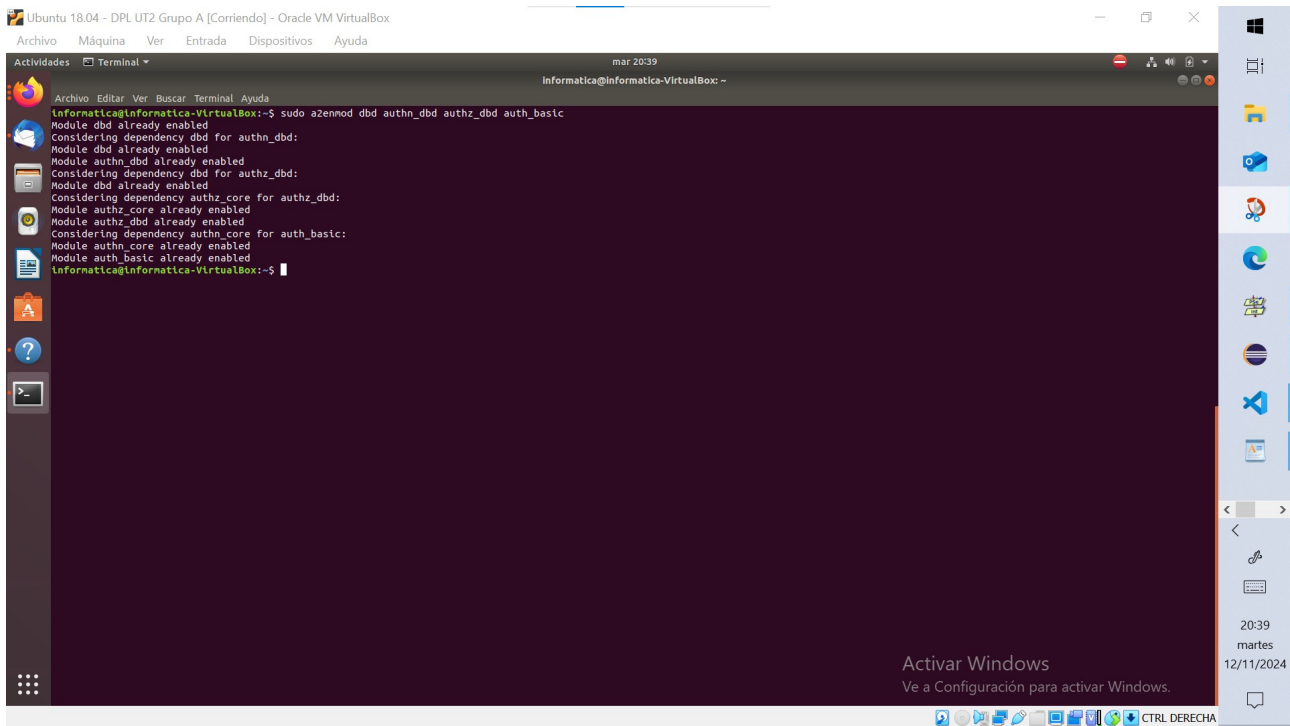 Ubuntu 18.04 - DPL UT2 Grupo A [Corriendo] - Oracle VM VirtualBox
Archivo Máquina Ver Entrada Dispositivos Ayuda
Actividades Terminal mar 20:39
informatica@informatica-VirtualBox: ~
Archivo Editar Ver Buscar Terminal Ayuda
informatica@informatica-VirtualBox:~$ sudo a2enmod dbd authn_dbd authz_dbd auth_basic
Module dbd already enabled
Considering dependency dbd for authn_dbd:
Module dbd already enabled
Module authn_dbd already enabled
Considering dependency dbd for authz_dbd:
Module dbd already enabled
Considering dependency authz_core for authz_dbd:
Module authz_core already enabled
Module authz_dbd already enabled
Considering dependency authn_core for auth_basic:
Module authn_core already enabled
Module auth_basic already enabled
informatica@informatica-VirtualBox:~$
Activar Windows
Ve a Configuración para activar Windows.
CTRL DERECHA
20:39
martes
12/11/2024